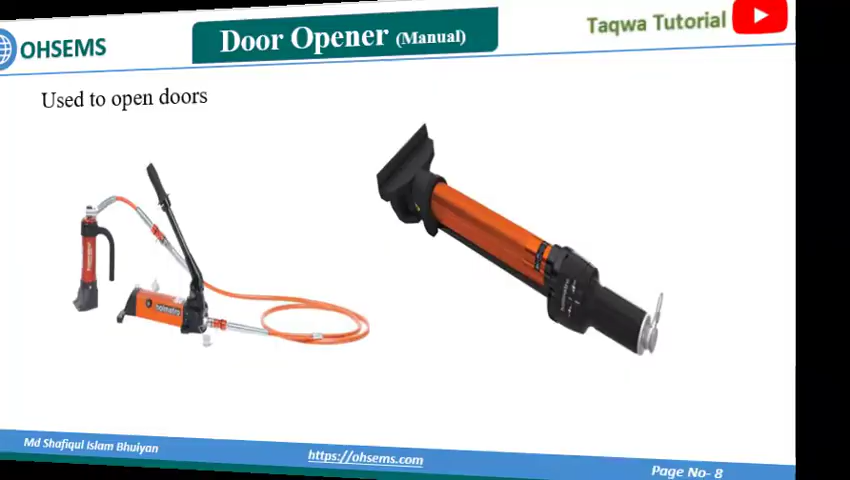 OHSEMS
Door Opener (Manual)
Taqwa Tutorial
Used to open doors
holmatro
Md Shafiqul Islam Bhuiyan
https://ohsems.com
Page No- 8